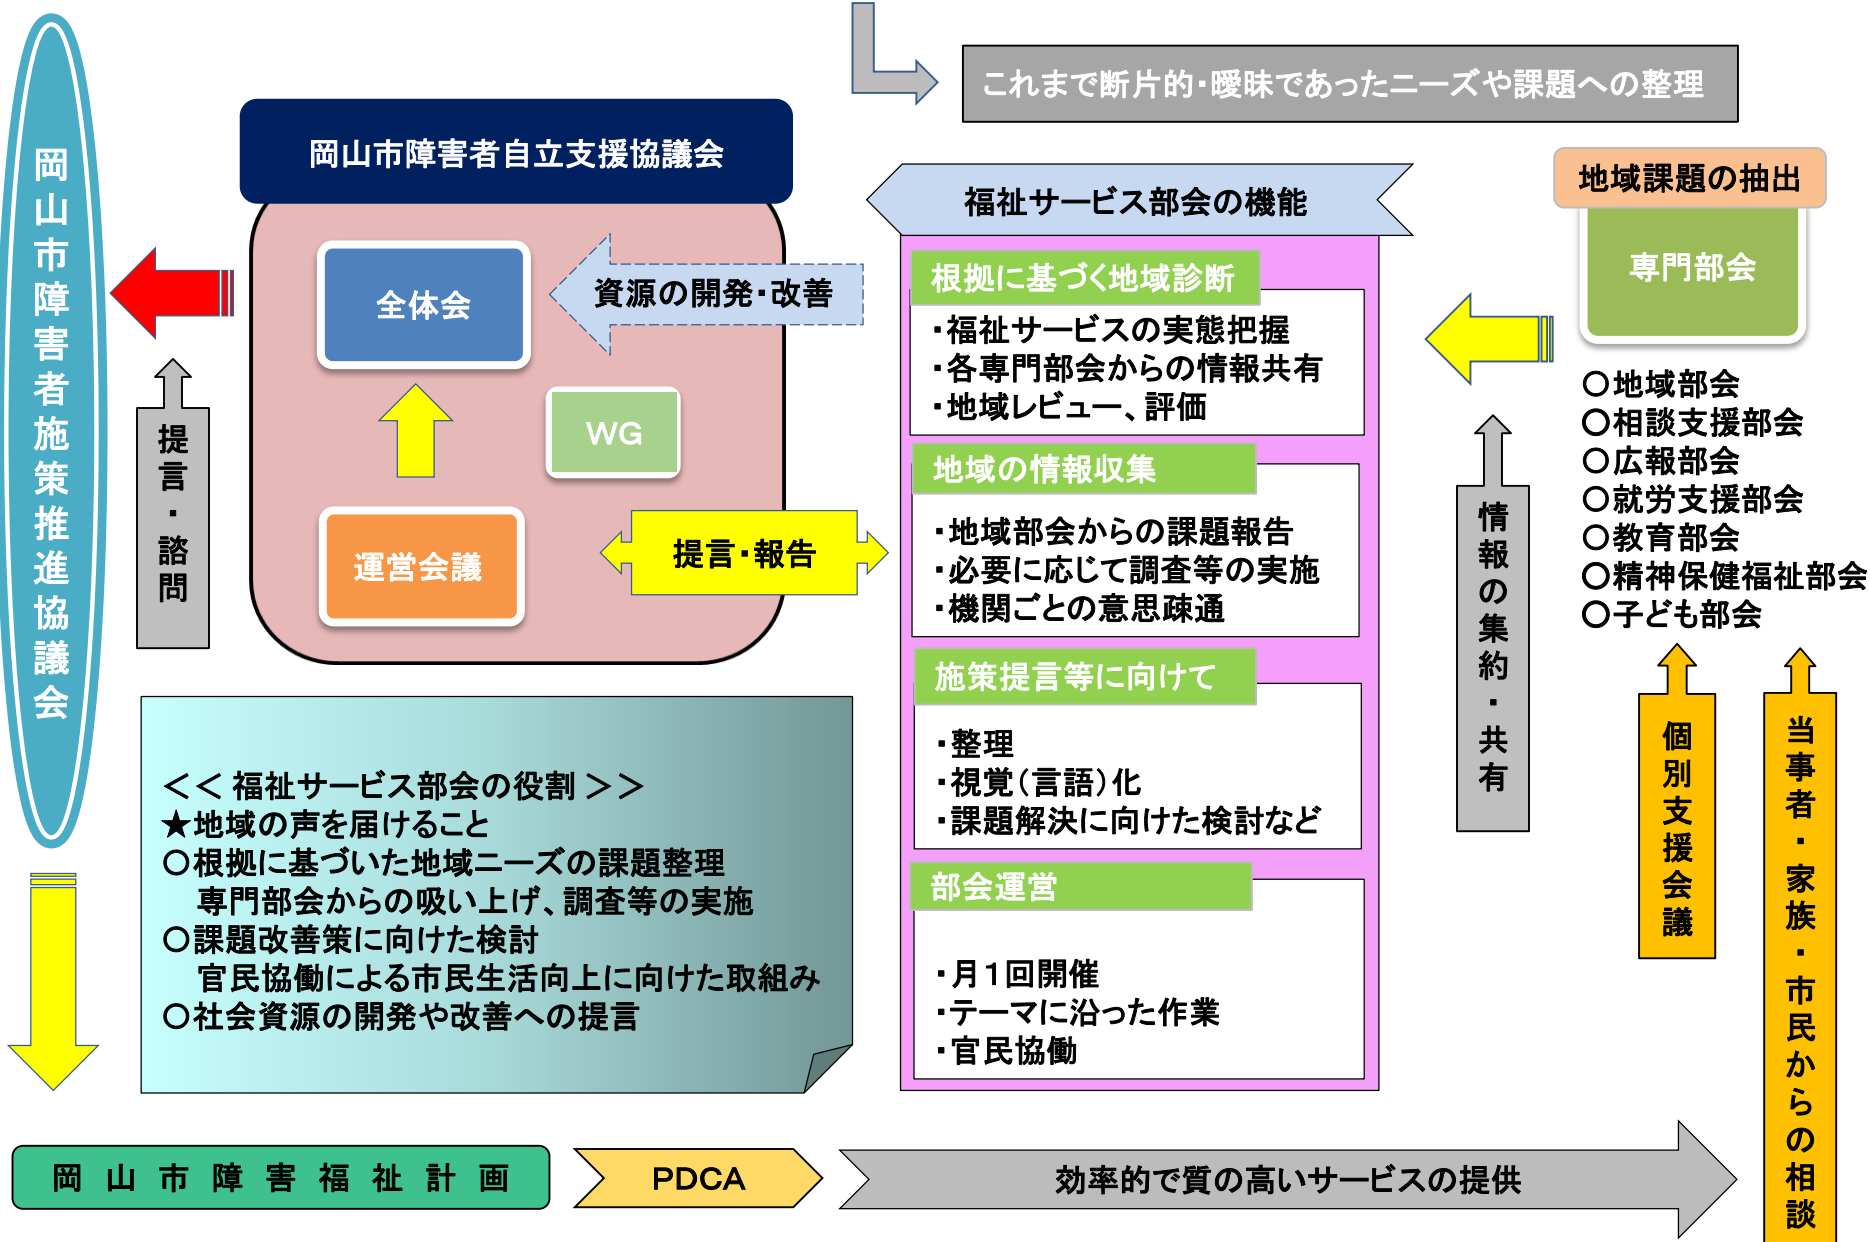 これまで断片的・曖昧であったニーズや課題への整理
岡山市障害者施策推進協議会
岡山市障害者自立支援協議会
全体会
資源の開発・改善
WG
運営会議
提言・報告
提言・諮問
福祉サービス部会の機能
根拠に基づく地域診断
・福祉サービスの実態把握
・各専門部会からの情報共有
・地域レビュー、評価
地域の情報収集
・地域部会からの課題報告
・必要に応じて調査等の実施
・機関ごとの意思疎通
施策提言等に向けて
・整理
・視覚(言語)化
・課題解決に向けた検討など
部会運営
・月1回開催
・テーマに沿った作業
・官民協働
地域課題の抽出
専門部会
○地域部会
○相談支援部会
○広報部会
○就労支援部会
○教育部会
○精神保健福祉部会
○子ども部会
情報の集約・共有
個別支援会議
当事者・家族・市民からの相談
<<福祉サービス部会の役割>>
★地域の声を届けること
○根拠に基づいた地域ニーズの課題整理
専門部会からの吸い上げ、調査等の実施
○課題改善策に向けた検討
官民協働による市民生活向上に向けた取組み
○社会資源の開発や改善への提言
岡山市障害福祉計画
PDCA
効率的で質の高いサービスの提供